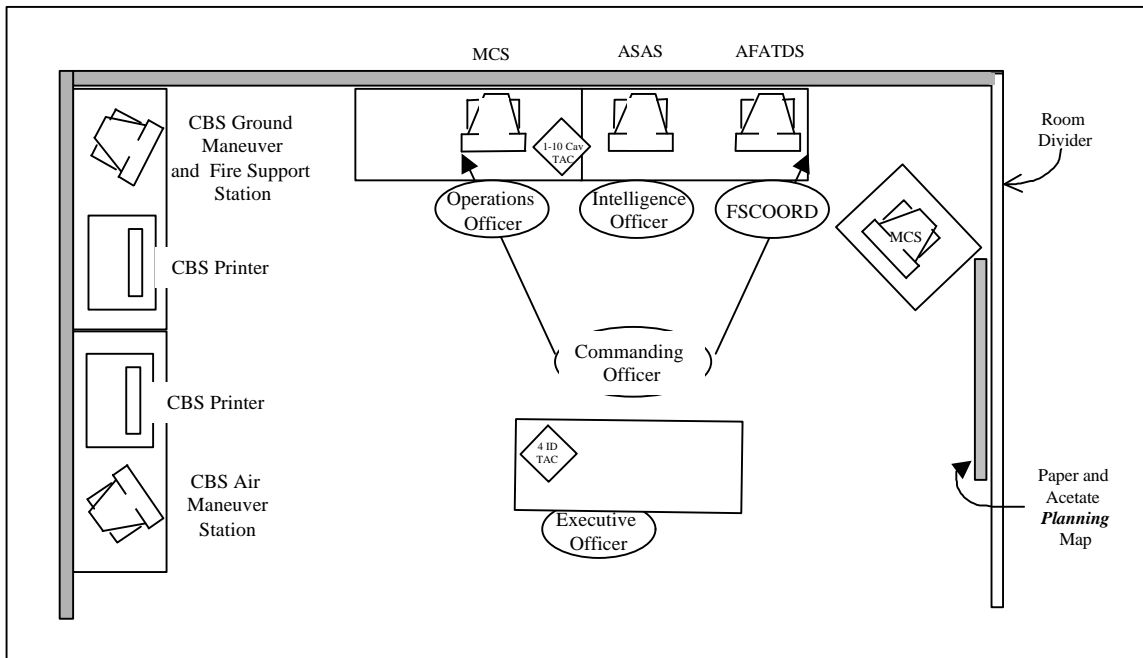 MCS
ASAS
AFATDS
CBS Ground
Maneuver
and Fire Support
Station
1-10 Cav
TAC
Room
Divider
Operations
Officer
Intelligence
Officer
FSCOORD
MCS
CBS Printer
Commanding
Officer
CBS Printer
4 ID
TAC
CBS Air
Maneuver
Station
Executive
Officer
Paper and
Acetate
Planning
Map